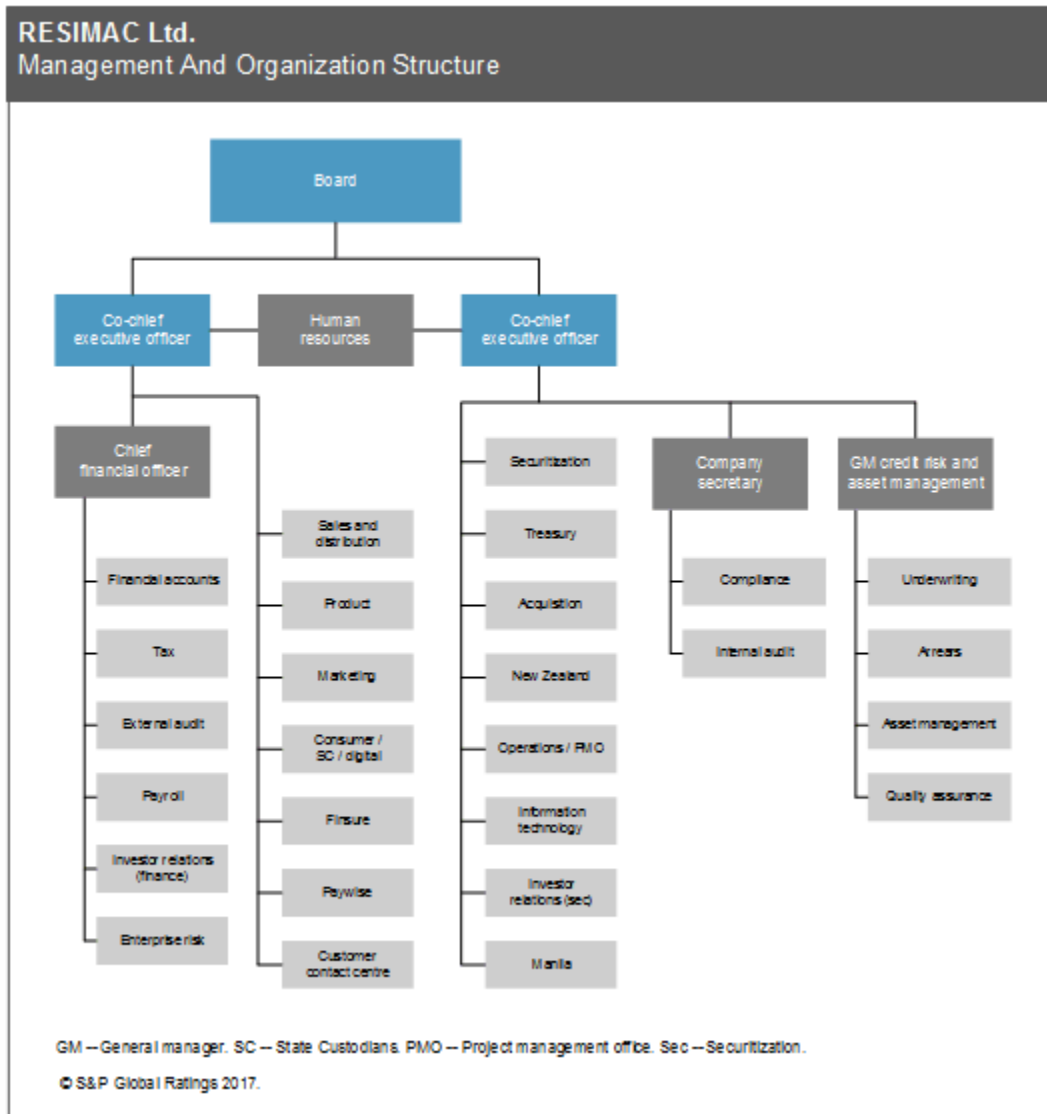 RESIMAC Ltd.
Management And Organization Structure
Board
Co-chief
executive officer
Human
resources
Co-chief
executive officer
Chief
financial officer
Financial accounts
Tax
External audit
Payroll
Investor relations
(finance)
Enterprise risk
Sales and
distribution
Product
Marketing
Consumer /
SC / digital
Finsure
Paywise
Customer
contact centre
Securitization
Treasury
Acquisition
New Zealand
Operations / PMO
Information
technology
Investor
relations (sec)
Manila
Company
secretary
Compliance
Internal audit
GM credit risk and
asset management
Underwriting
Arrears
Asset management
Quality assurance
GM -- General manager. SC -- State Custodians. PMO -- Project management office. Sec -- Securitization.
© S&P Global Ratings 2017.